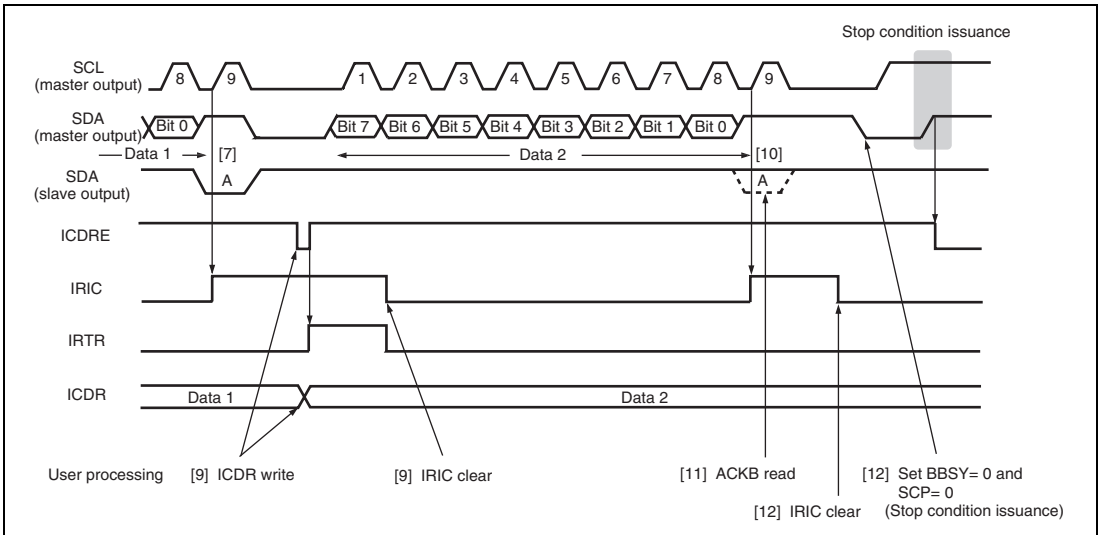 Stop condition issuance
SCL
(master output)
8 9 1 2 3 4 5 6 7 8 9
SDA
(master output)
Bit 0 Bit 7 Bit 6 Bit 5 Bit 4 Bit 3 Bit 2 Bit 1 Bit 0
Data 1 [7] Data 2 [10]
SDA
(slave output)
A A
ICDRE
IRIC
IRTR
ICDR
Data 1 Data 2
User processing [9] ICDR write [9] IRIC clear [11] ACKB read [12] Set BBSY= 0 and
SCP= 0
(Stop condition issuance)
[12] IRIC clear